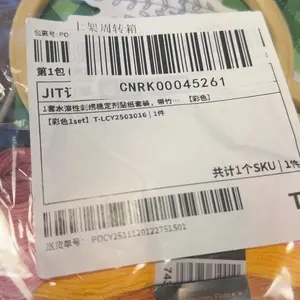 包裹号: PO
上架周转箱
第1包
CNRK00045261
JIT
1套水溶性刺绣稳定剂贴纸套装，带竹… 【彩色】
【彩色1set】T-LCY2503016 | 1件
共计1个SKU | 1件
T
送货单号: POCY2511120122751501